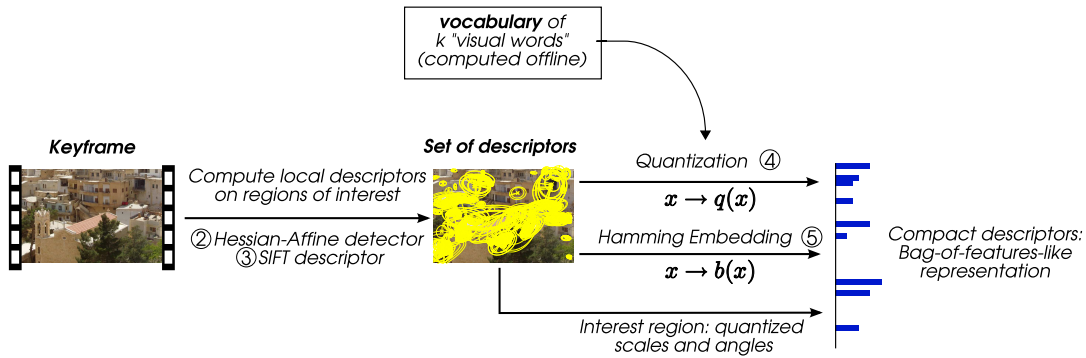 vocabulary of
k "visual words"
(computed offline)
Keyframe
Compute local descriptors
on regions of interest
② Hessian-Affine detector
③ SIFT descriptor
Set of descriptors
Quantization ④
x → q(x)
Hamming Embedding ⑤
x → b(x)
Interest region: quantized
scales and angles
Compact descriptors:
Bag-of-features-like
representation